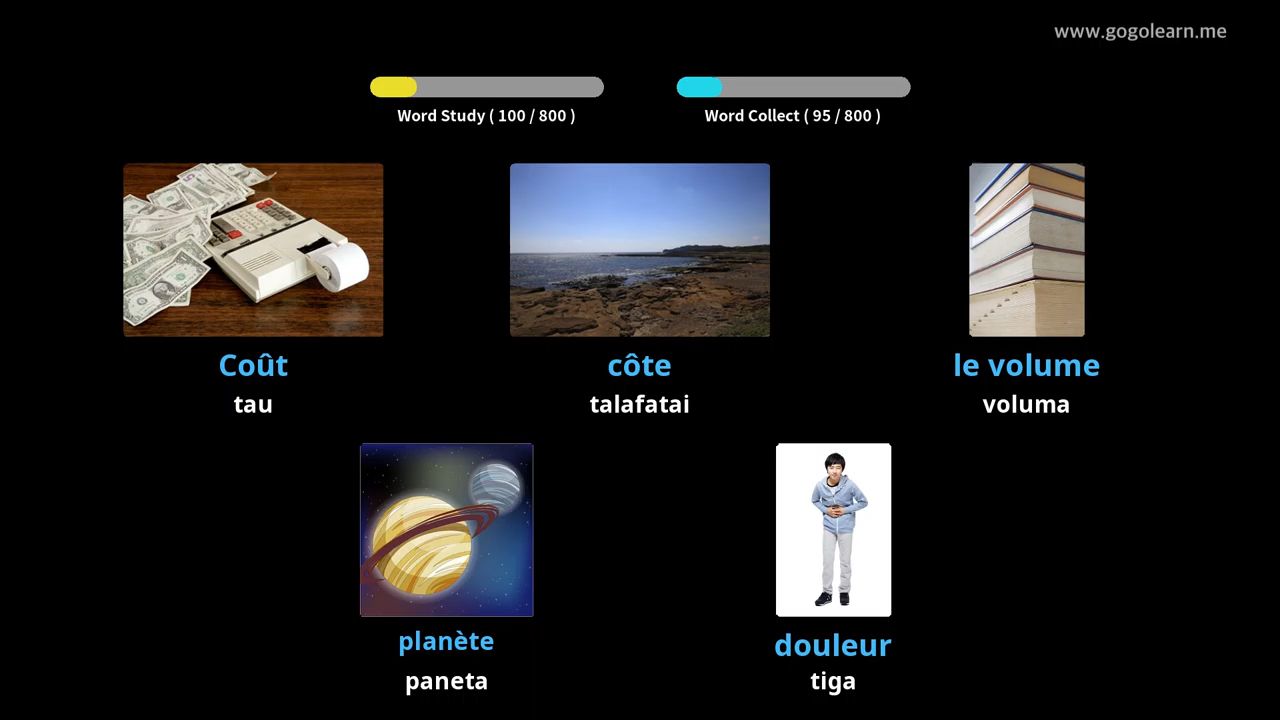 www.gogolearn.me
Word Study ( 100 / 800 )
Word Collect ( 95 / 800 )
Coût
côte
le volume
tau
talafatai
voluma
planète
douleur
paneta
tiga